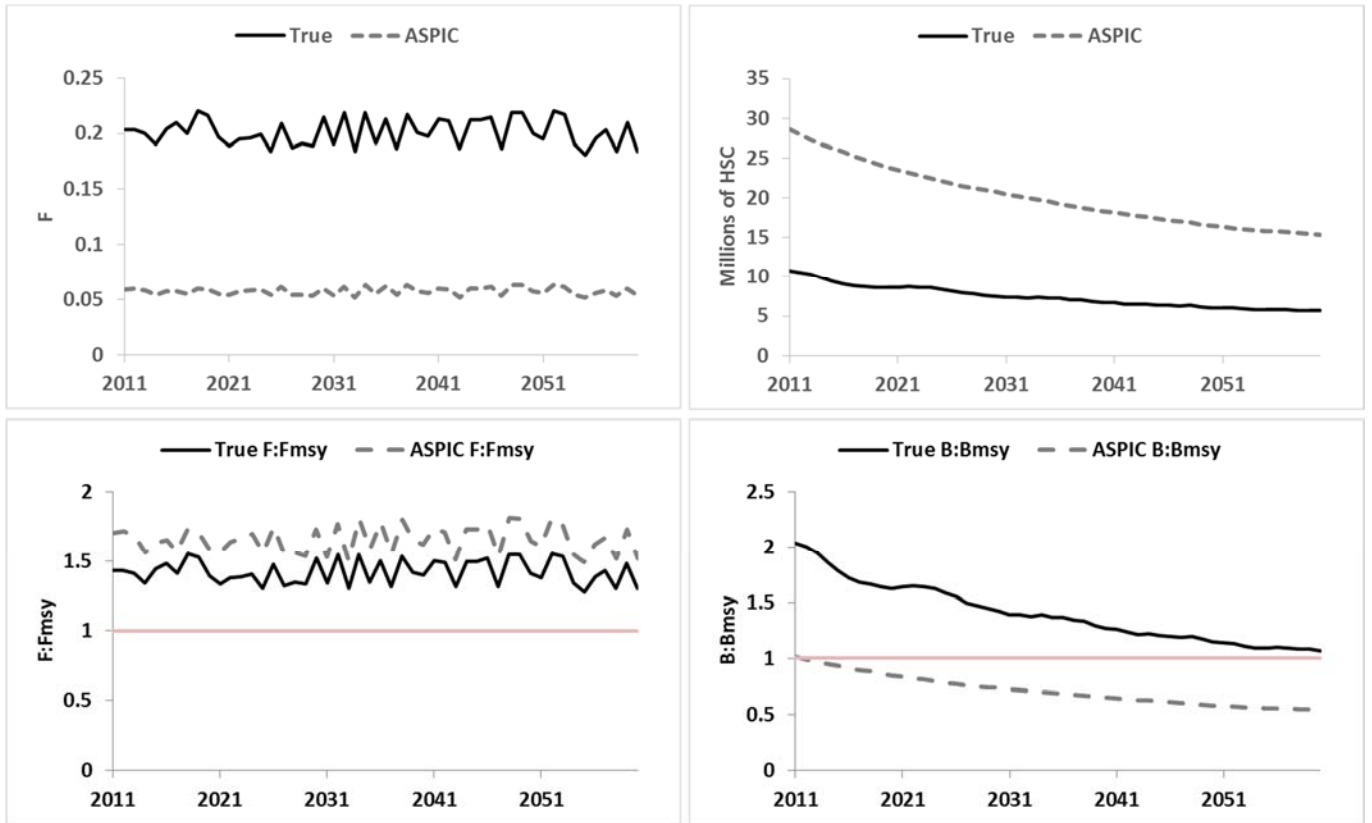 True ASPIC
F
0.25
0.2
0.15
0.1
0.05
0
2011 2021 2031 2041 2051
True ASPIC
Millions of HSC
35
30
25
20
15
10
5
0
2011 2021 2031 2041 2051
True F:Fmsy ASPIC F:Fmsy
F:Fmsy
2
1.5
1
0.5
0
2011 2021 2031 2041 2051
True B:Bmsy ASPIC B:Bmsy
B:Bmsy
2.5
2
1.5
1
0.5
0
2011 2021 2031 2041 2051